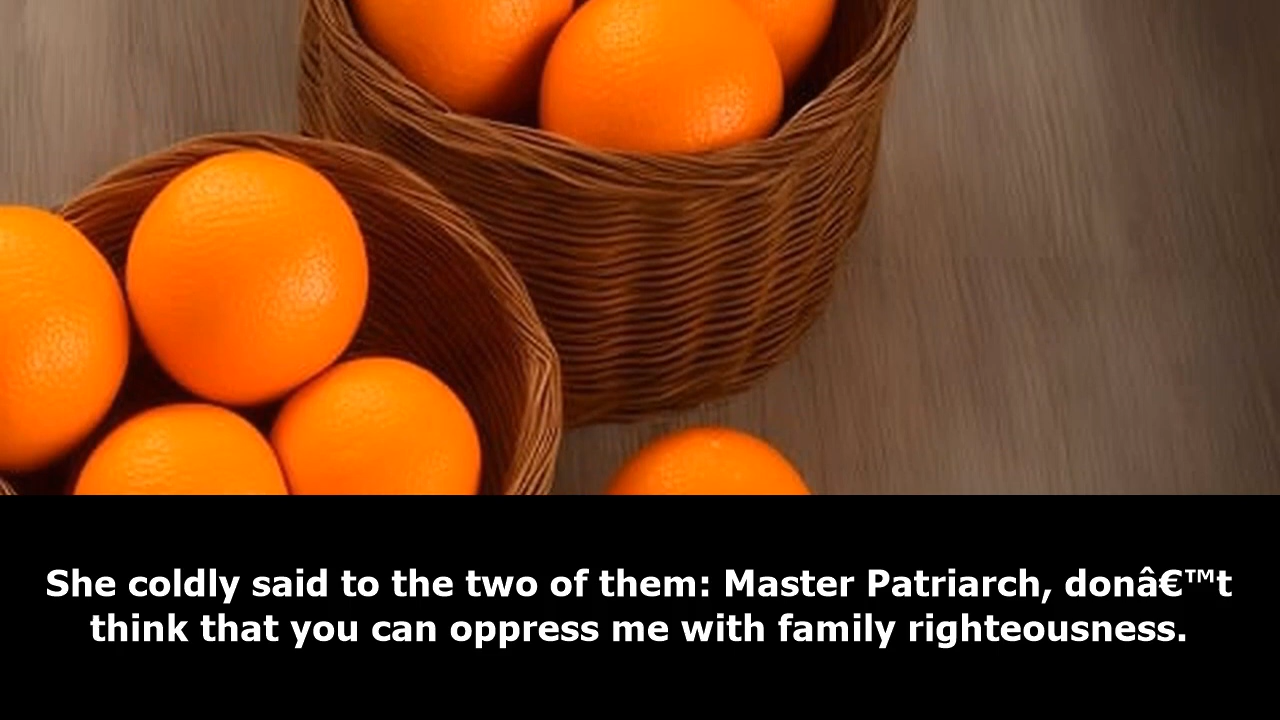 She coldly said to the two of them: Master Patriarch, donâ€™t
think that you can oppress me with family righteousness.